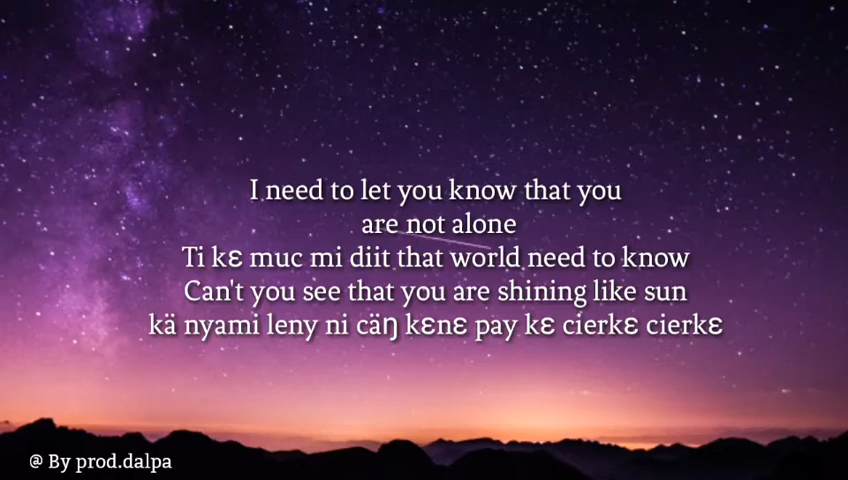 I need to let you know that you
are not alone
Ti kɛ muc mi diit that world need to know
Can't you see that you are shining like sun
kä nyami leny ni cäŋ kɛnɛ pay kɛ cierkɛ cierkɛ
@ By prod.dalpa